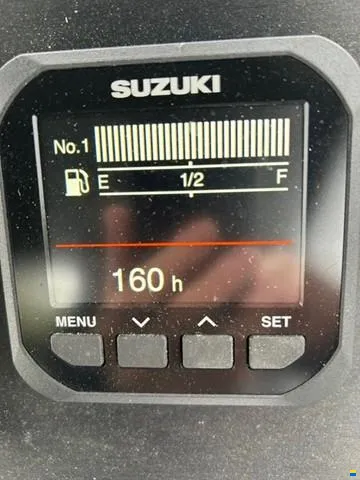 SUZUKI
No.1
E 1/2 F
160 h
MENU SET